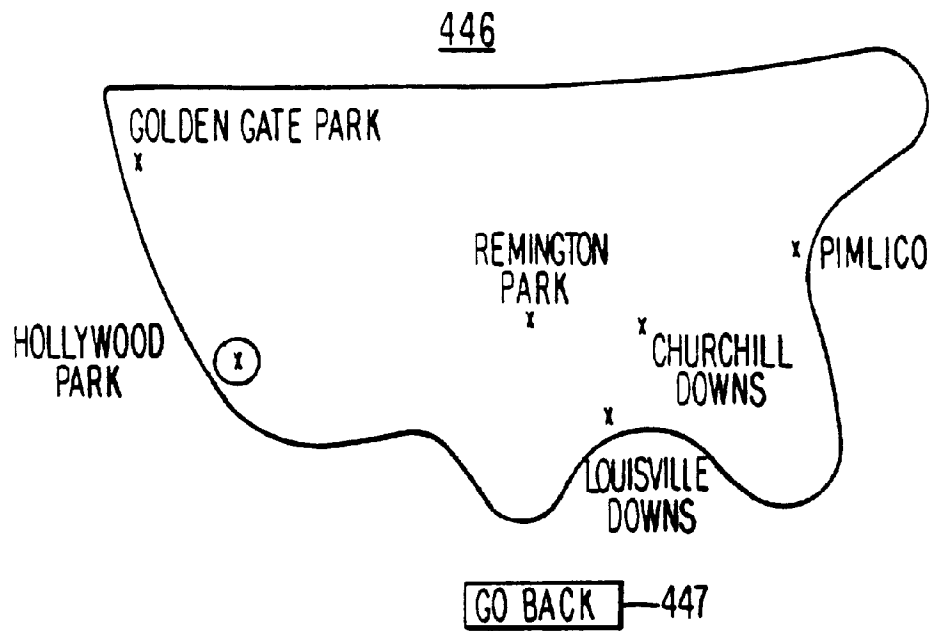 446
GOLDEN GATE PARK
x
REMINGTON
PARK
x
x PIMLICO
HOLLYWOOD
PARK
x
x
CHURCHILL
DOWNS
x
LOUISVILLE
DOWNS
GO BACK 447